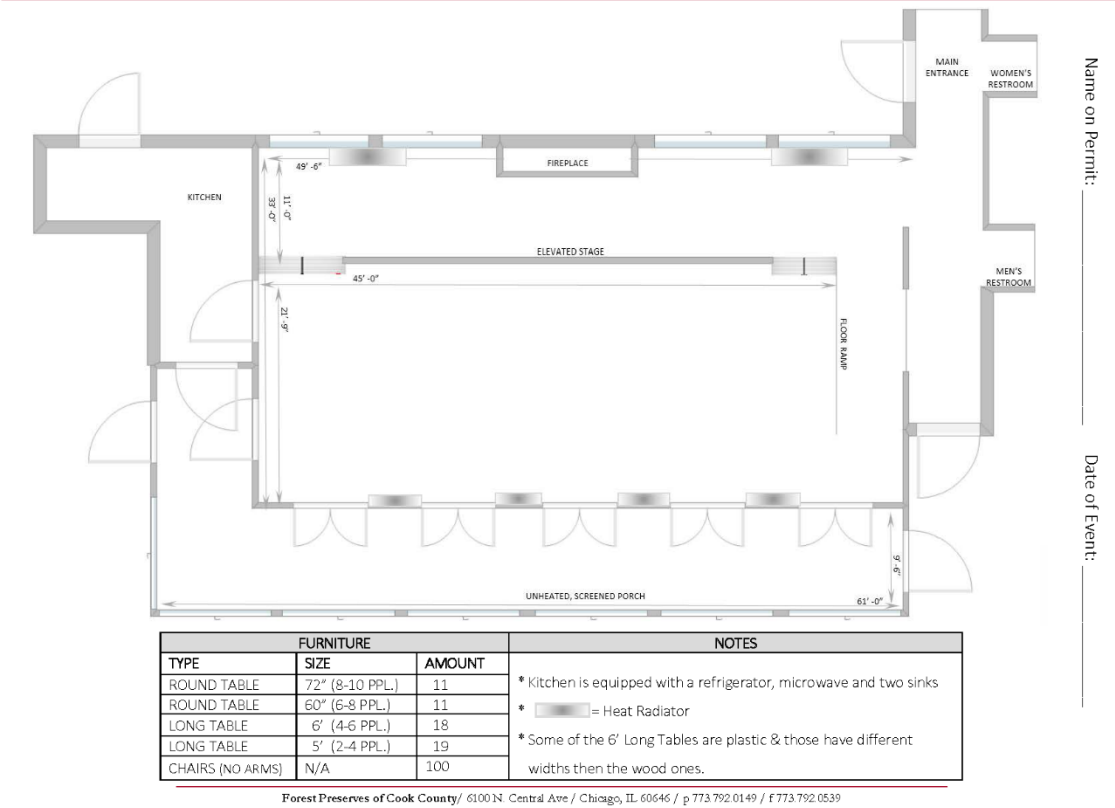 MAIN
ENTRANCE
WOMEN'S
RESTROOM
Name on Permit:
49' -6"
FIREPLACE
KITCHEN
33'-0"
11' -0"
ELEVATED STAGE
MEN'S
RESTROOM
45' -0"
21' -9"
FLOOR RAMP
Date of Event:
9' -6"
UNHEATED, SCREENED PORCH
61' -0"
FURNITURE NOTES
TYPE SIZE AMOUNT
ROUND TABLE 72" (8-10 PPL.) 11
ROUND TABLE 60" (6-8 PPL.) 11
LONG TABLE 6' (4-6 PPL.) 18
LONG TABLE 5' (2-4 PPL.) 19
CHAIRS (NO ARMS) N/A 100
* Kitchen is equipped with a refrigerator, microwave and two sinks
* = Heat Radiator
* Some of the 6' Long Tables are plastic & those have different
widths then the wood ones.
Forest Preserves of Cook County/ 6100 N. Central Ave / Chicago, IL 60646 / p 773.792.0149 / f 773.792.0539